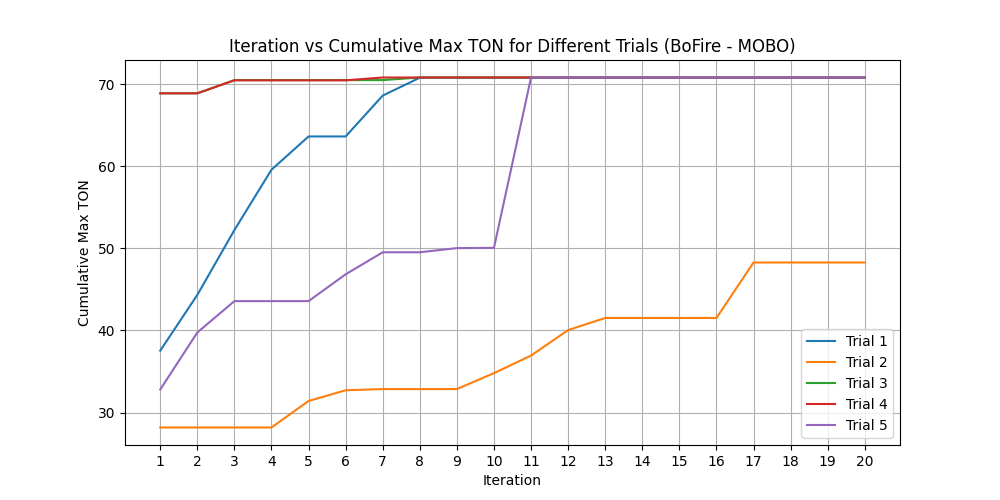 Iteration vs Cumulative Max TON for Different Trials (BoFire - MOBO)
Cumulative Max TON
70
60
50
40
30
1 2 3 4 5 6 7 8 9 10 11 12 13 14 15 16 17 18 19 20
Iteration
Trial 1
Trial 2
Trial 3
Trial 4
Trial 5